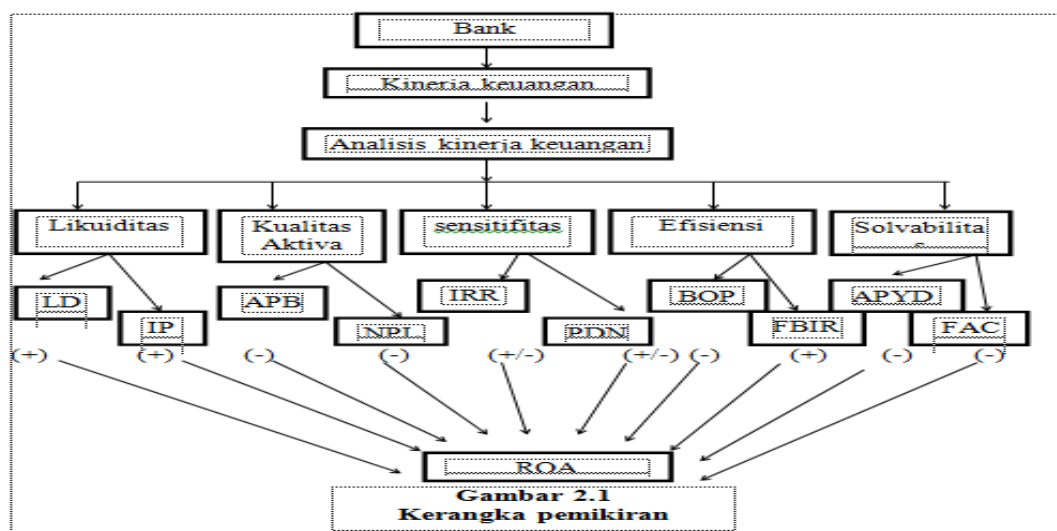 Bank
Kinerja keuangan
Analisis kinerja keuangan
Likuiditas
Kualitas
Aktiva
sensitifitas
Efisiensi
Solvabilita
LD
IP
APB
NPL
IRR
PDN
BOP
FBIR
APYD
FAC
(+) (+) (-) (-) (+/-) (+/-) (-) (+) (-) (-)
ROA
Gambar 2.1
Kerangka pemikiran